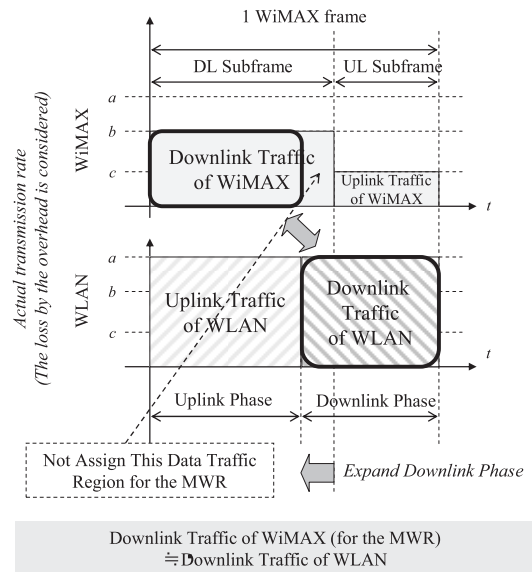 1 WiMAX frame
DL Subframe
UL Subframe
Actual transmission rate
(The loss by the overhead is considered)
WiMAX
a
b
c
Downlink Traffic
of WiMAX
Uplink Traffic
of WiMAX
t
WLAN
a
b
c
Uplink Traffic
of WLAN
Downlink
Traffic
of WLAN
t
Uplink Phase
Downlink Phase
Not Assign This Data Traffic
Region for the MWR
Expand Downlink Phase
Downlink Traffic of WiMAX (for the MWR)
≒Downlink Traffic of WLAN